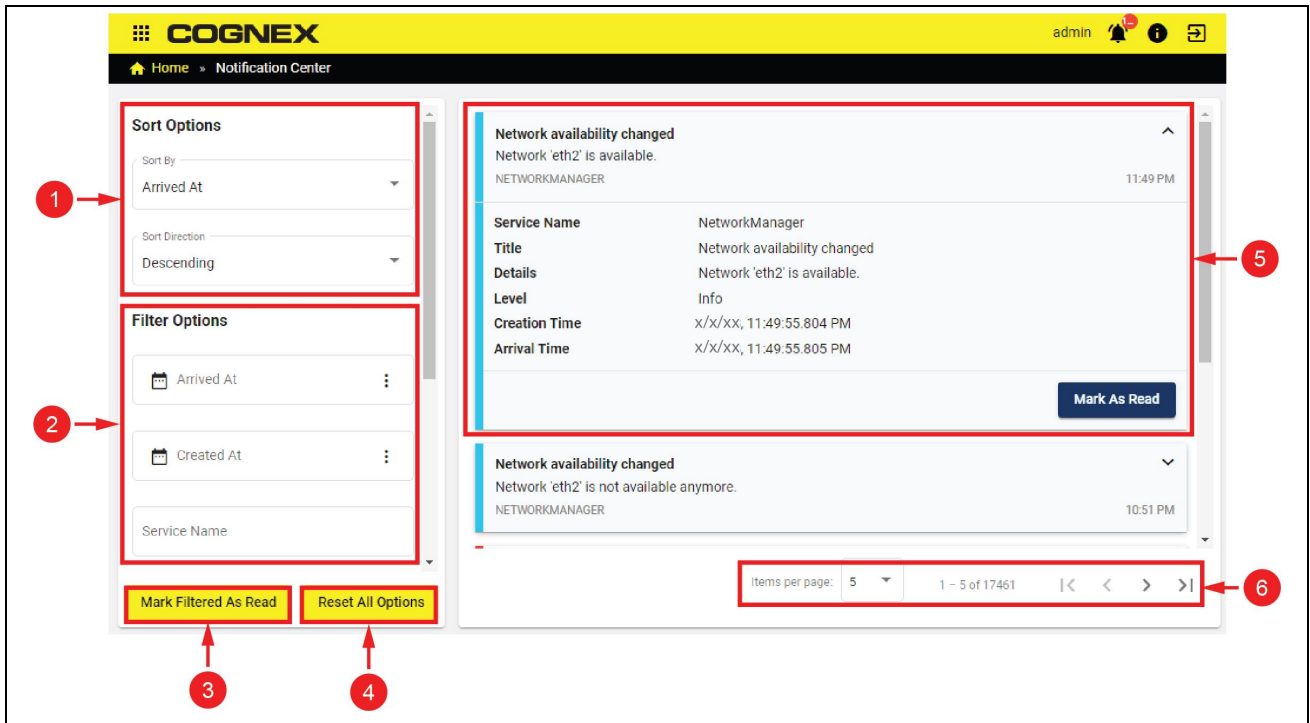 COGNEX
admin
Home » Notification Center
Sort Options
Sort By
Arrived At
Sort Direction
Descending
Filter Options
Arrived At
Created At
Service Name
Mark Filtered As Read
Reset All Options
Network availability changed
Network 'eth2' is available.
NETWORKMANAGER 11:49 PM
Service Name NetworkManager
Title Network availability changed
Details Network 'eth2' is available.
Level Info
Creation Time x/x/xx, 11:49:55.804 PM
Arrival Time x/x/xx, 11:49:55.805 PM
Mark As Read
Network availability changed
Network 'eth2' is not available anymore.
NETWORKMANAGER 10:51 PM
Items per page: 5 1 – 5 of 17461
1
2
3
4
5
6